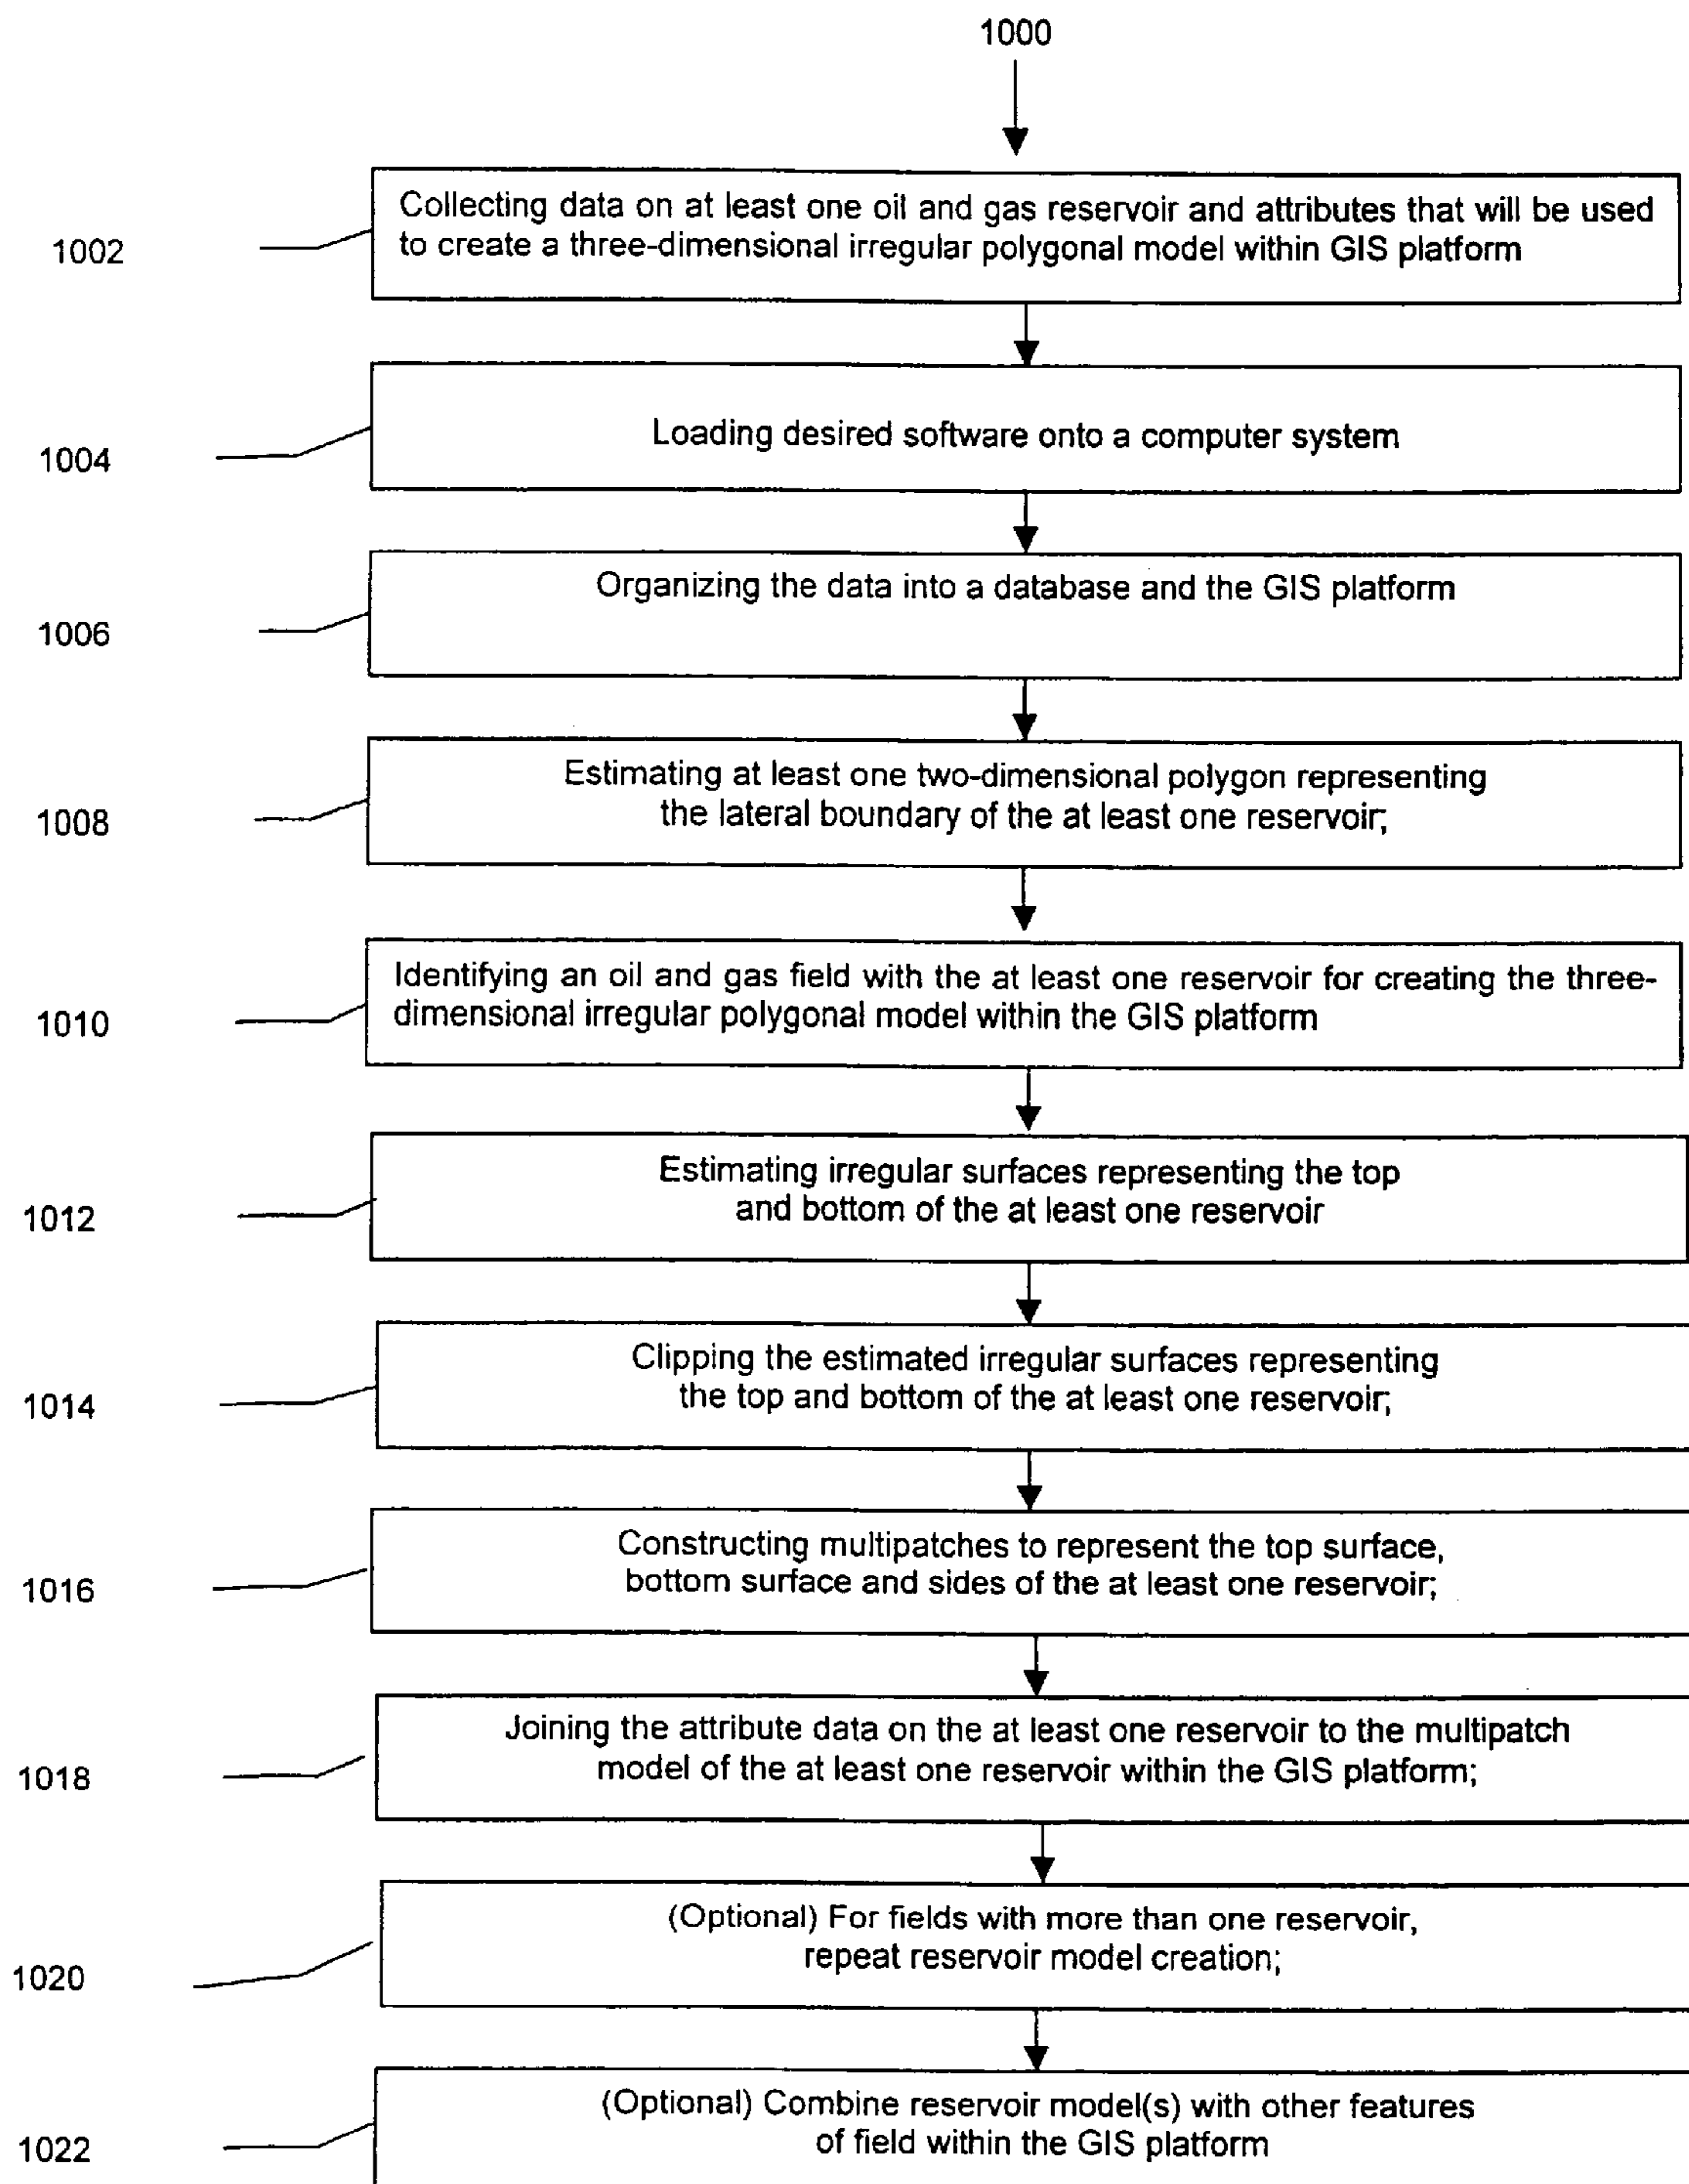 1000
1002
Collecting data on at least one oil and gas reservoir and attributes that will be used
to create a three-dimensional irregular polygonal model within GIS platform
1004
Loading desired software onto a computer system
1006
Organizing the data into a database and the GIS platform
1008
Estimating at least one two-dimensional polygon representing
the lateral boundary of the at least one reservoir;
1010
Identifying an oil and gas field with the at least one reservoir for creating the three-
dimensional irregular polygonal model within the GIS platform
1012
Estimating irregular surfaces representing the top
and bottom of the at least one reservoir
1014
Clipping the estimated irregular surfaces representing
the top and bottom of the at least one reservoir;
1016
Constructing multipatches to represent the top surface,
bottom surface and sides of the at least one reservoir;
1018
Joining the attribute data on the at least one reservoir to the multipatch
model of the at least one reservoir within the GIS platform;
1020
(Optional) For fields with more than one reservoir,
repeat reservoir model creation;
1022
(Optional) Combine reservoir model(s) with other features
of field within the GIS platform